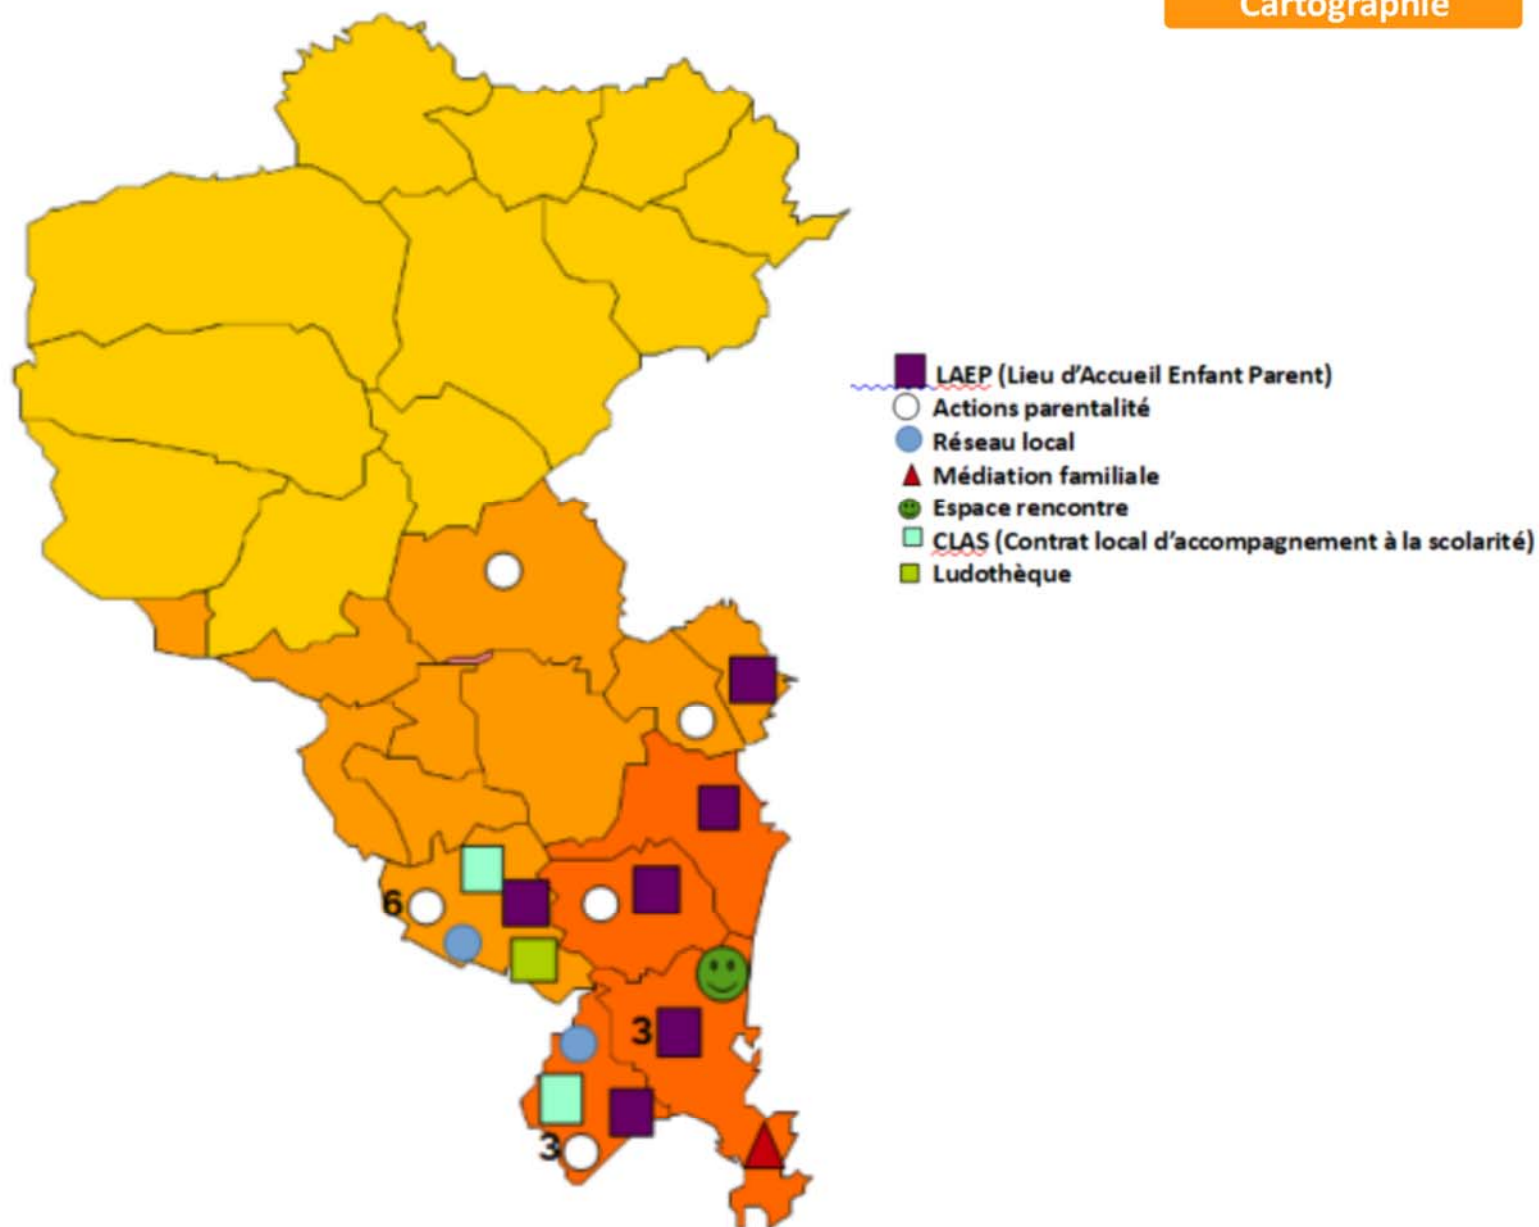 Cartographie
LAEP (Lieu d'Accueil Enfant Parent)
Actions parentalité
Réseau local
Médiation familiale
Espace rencontre
CLAS (Contrat local d'accompagnement à la scolarité)
Ludothèque
6
3
3